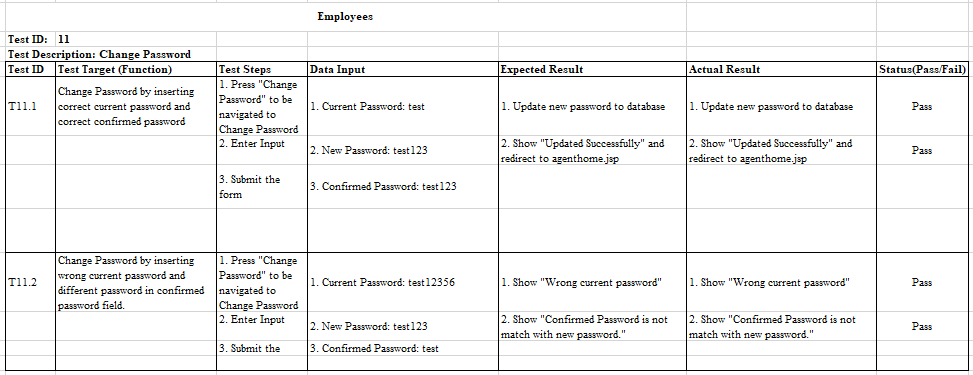 Employees
Test ID: 11
Test Description: Change Password
Test ID Test Target (Function) Test Steps Data Input Expected Result Actual Result Status(Pass/Fail)
T11.1
Change Password by inserting
correct current password and
correct confirmed password
1. Press "Change
Password" to be
navigated to
Change Password
1. Current Password: test
1. Update new password to database
1. Update new password to database
Pass
2. Enter Input
2. New Password: test123
2. Show "Updated Successfully" and
redirect to agenthome.jsp
2. Show "Updated Successfully" and
redirect to agenthome.jsp
Pass
3. Submit the
form
3. Confirmed Password: test123
T11.2
Change Password by inserting
wrong current password and
different password in confirmed
password field.
1. Press "Change
Password" to be
navigated to
Change Password
1. Current Password: test12356
1. Show "Wrong current password"
1. Show "Wrong current password"
Pass
2. Enter Input
2. New Password: test123
2. Show "Confirmed Password is not
match with new password."
2. Show "Confirmed Password is not
match with new password."
Pass
3. Submit the
3. Confirmed Password: test